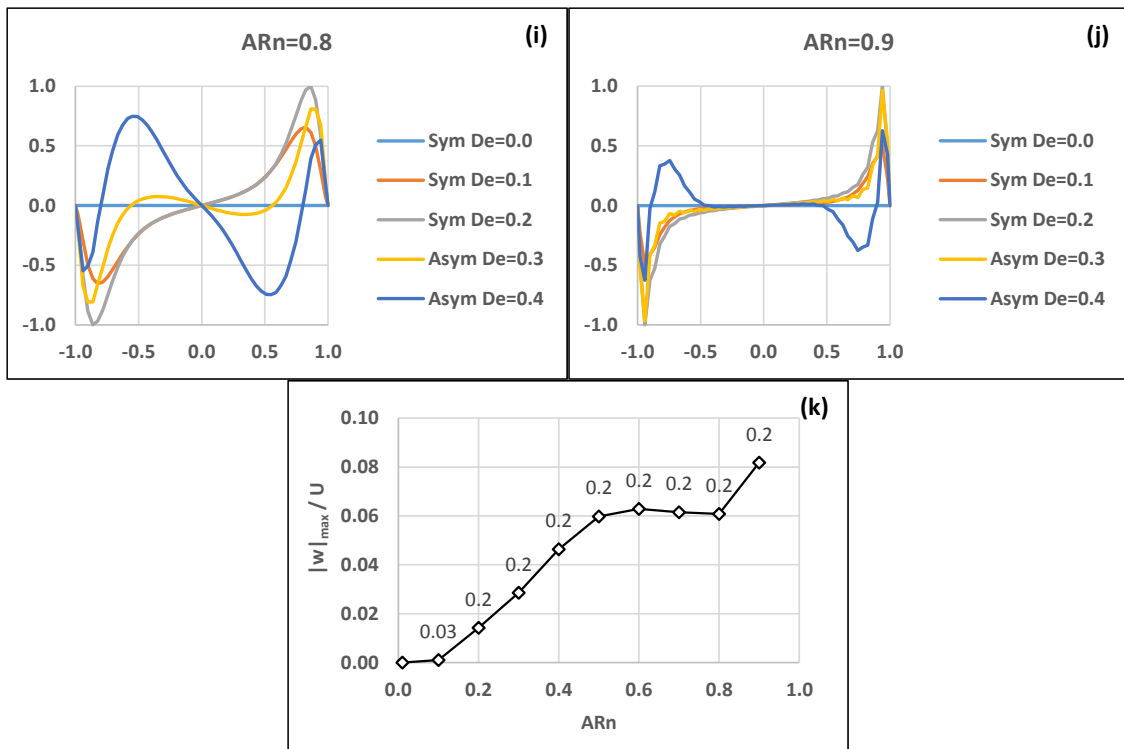 ARn=0.8
(i)
1.0
0.5
0.0
-0.5
-1.0
-1.0 -0.5 0.0 0.5 1.0
Sym De=0.0
Sym De=0.1
Sym De=0.2
Asym De=0.3
Asym De=0.4
ARn=0.9
(j)
1.0
0.5
0.0
-0.5
-1.0
-1.0 -0.5 0.0 0.5 1.0
Sym De=0.0
Sym De=0.1
Sym De=0.2
Asym De=0.3
Asym De=0.4
(k)
|w|max / U
0.10
0.08
0.06
0.04
0.02
0.00
0.03
0.2
0.2
0.2
0.2
0.2
0.2
0.2
0.2
0.0 0.2 0.4 0.6 0.8 1.0
ARn